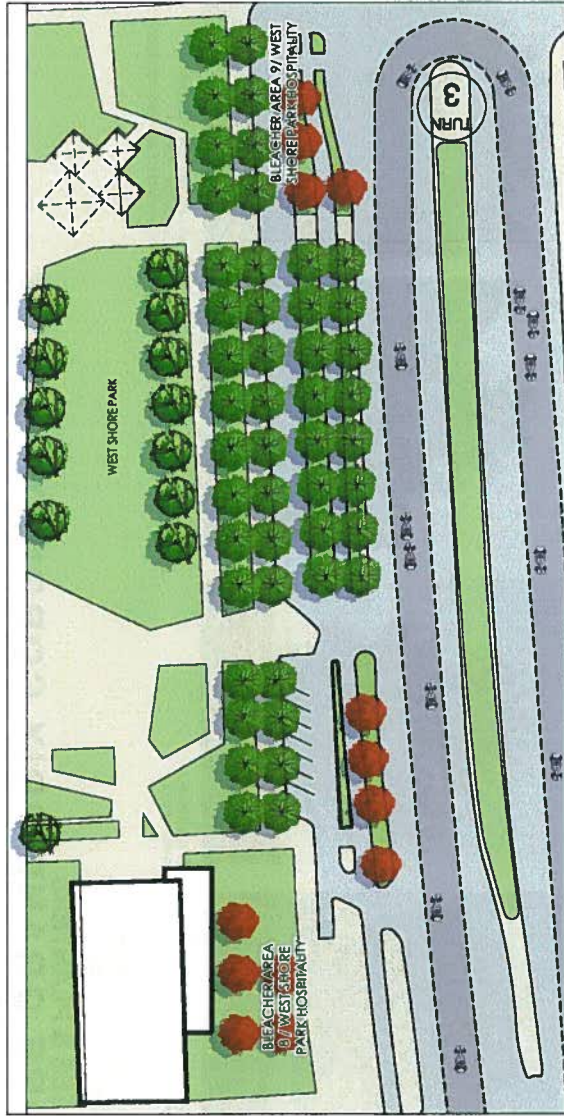 BLEACHER AREA 9/ WEST
SHORE PARK HOSPITALITY
TURN
3
WEST SHORE PARK
BLEACHER AREA
8 / WEST SHORE
PARK HOSPITALITY